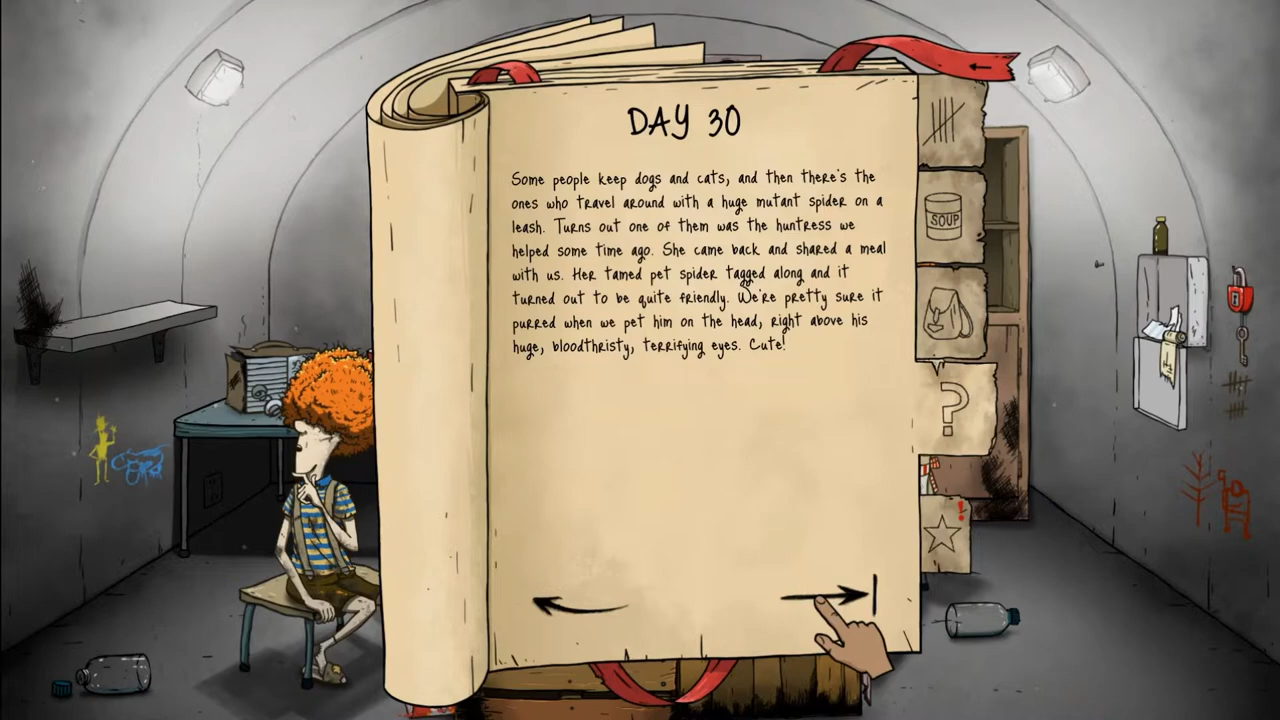 DAY 30
Some people keep dogs and cats, and then there's the
ones who travel around with a huge mutant spider on a
leash. Turns out one of them was the huntress we
helped some time ago. She came back and shared a meal
with us. Her tamed pet spider tagged along and it
turned out to be quite friendly. We're pretty sure it
purred when we pet him on the head, right above his
huge, bloodthristy, terrifying eyes. Cute!
SOUP
?
!